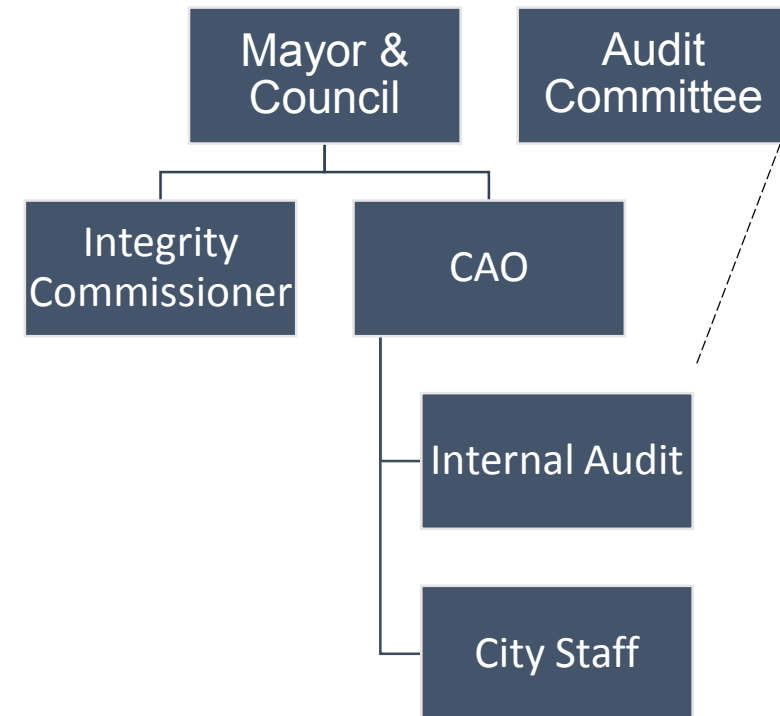 Mayor &
Council
Audit
Committee
Integrity
Commissioner
CAO
Internal Audit
City Staff